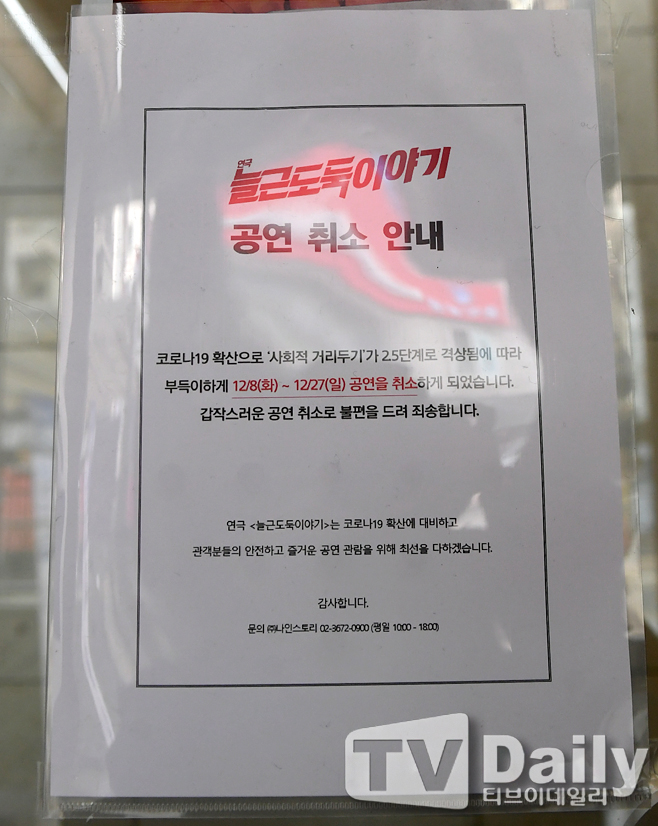 연극
늘근도둑이야기
공연 취소 안내
코로나19 확산으로 '사회적 거리두기'가 2.5단계로 격상됨에 따라
부득이하게 12/8(화) ~ 12/27(일) 공연을 취소하게 되었습니다.
갑작스러운 공연 취소로 불편을 드려 죄송합니다.
연극 <늘근도둑이야기>는 코로나19 확산에 대비하고
관객분들의 안전하고 즐거운 공연 관람을 위해 최선을 다하겠습니다.
감사합니다.
문의 ㈜나인스토리 02-3672-0900 (평일 10:00 - 18:00)
TV Daily
티브이데일리